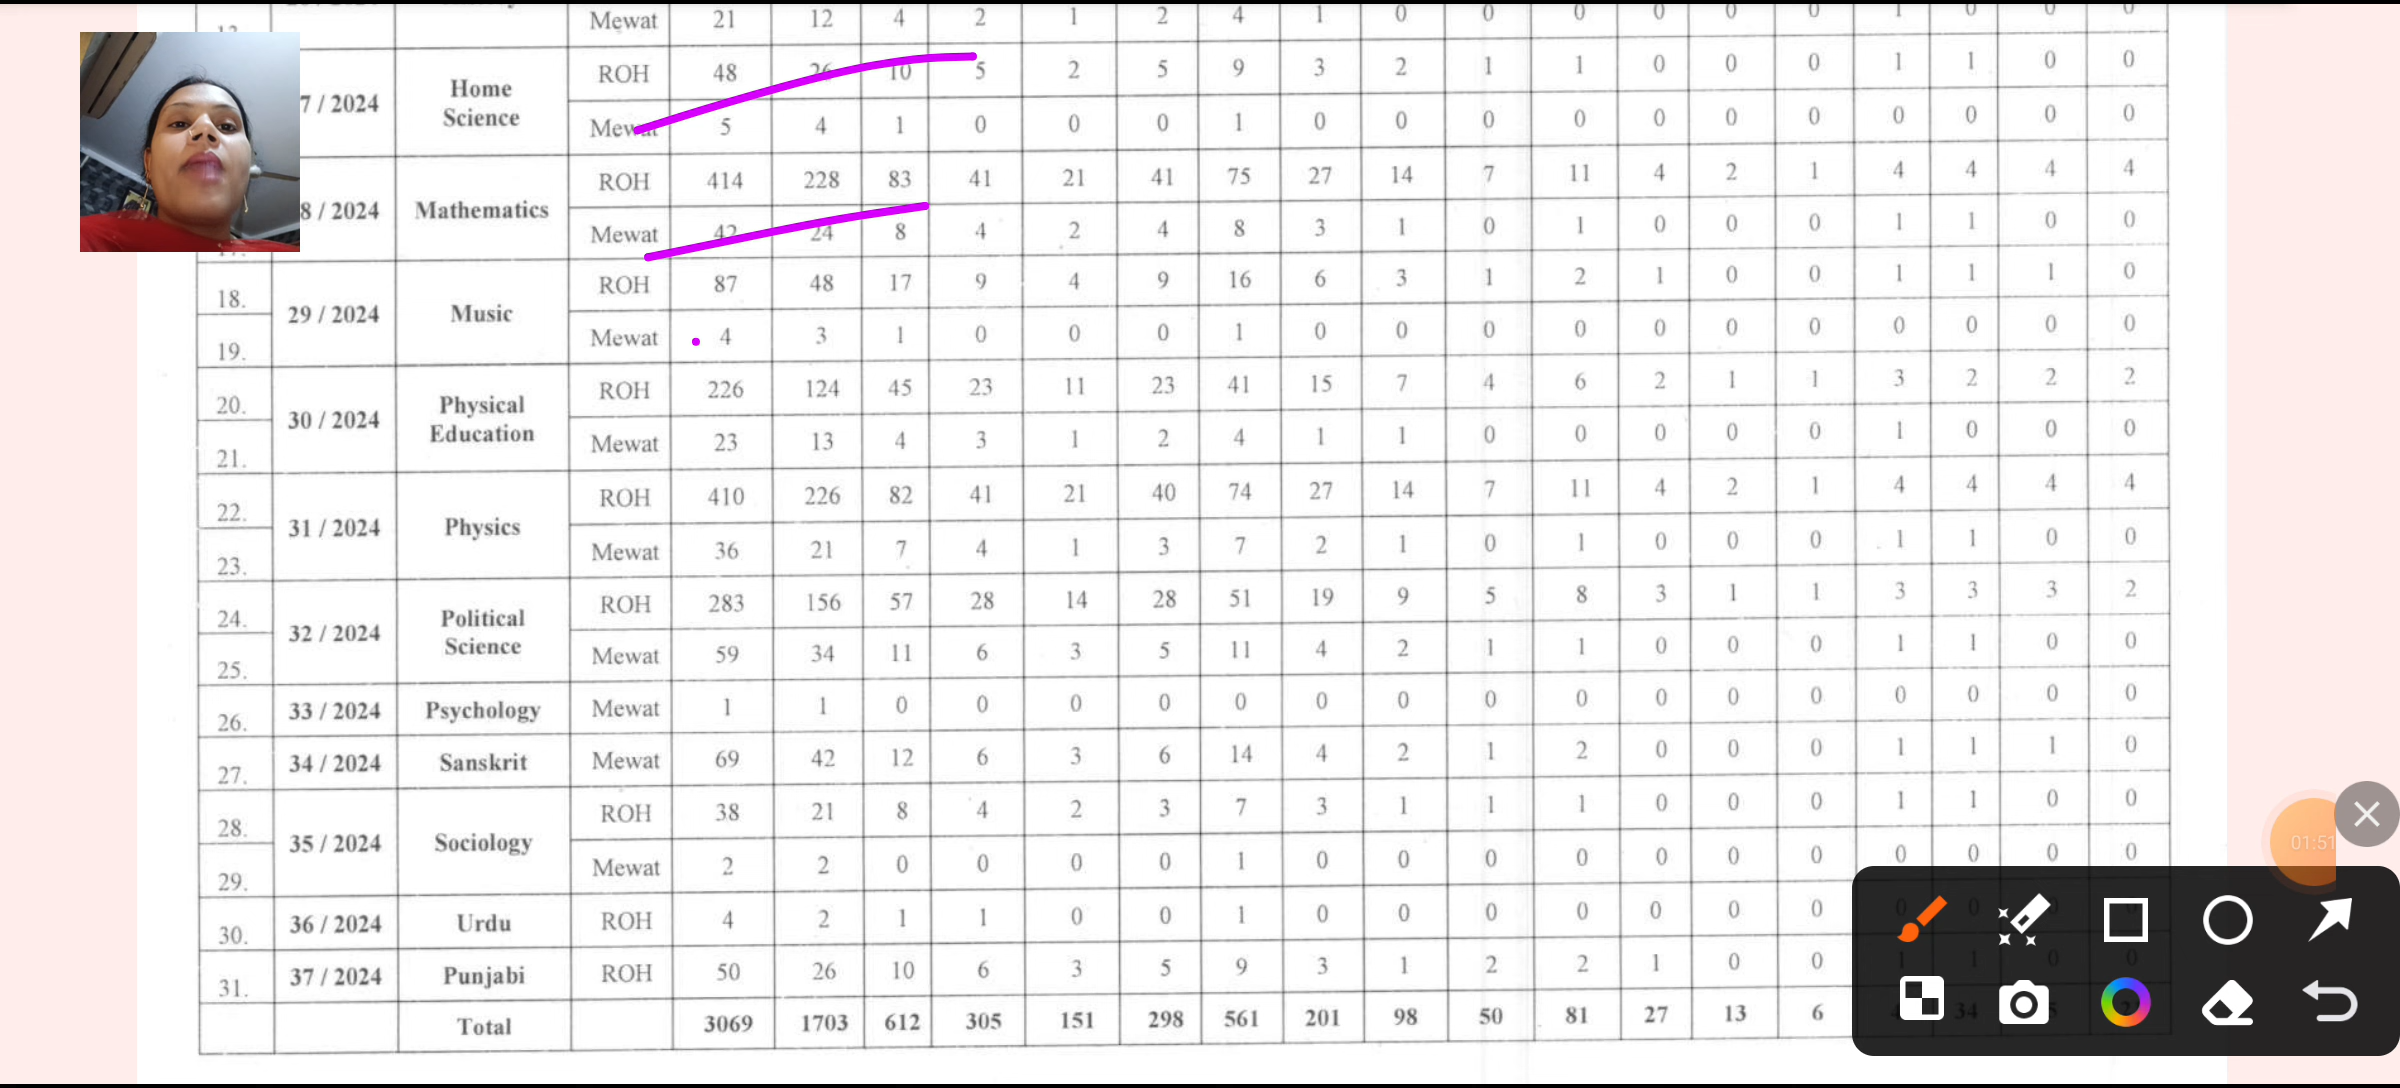 Mewat 21 12 4 2 1 2 4 1 0 0 0 0 0 0 1 0 0 0
7 / 2024 Home Science ROH 48 26 10 5 2 5 9 3 2 1 1 0 0 0 1 1 0 0
Mewat 5 4 1 0 0 0 1 0 0 0 0 0 0 0 0 0 0 0
8 / 2024 Mathematics ROH 414 228 83 41 21 41 75 27 14 7 11 4 2 1 4 4 4 4
Mewat 42 24 8 4 2 4 8 3 1 0 1 0 0 0 1 1 0 0
18. 29 / 2024 Music ROH 87 48 17 9 4 9 16 6 3 1 2 1 0 0 1 1 1 0
19. Mewat 4 3 1 0 0 0 1 0 0 0 0 0 0 0 0 0 0 0
20. 30 / 2024 Physical Education ROH 226 124 45 23 11 23 41 15 7 4 6 2 1 1 3 2 2 2
21. Mewat 23 13 4 3 1 2 4 1 1 0 0 0 0 0 1 0 0 0
22. 31 / 2024 Physics ROH 410 226 82 41 21 40 74 27 14 7 11 4 2 1 4 4 4 4
23. Mewat 36 21 7 4 1 3 7 2 1 0 1 0 0 0 1 1 0 0
24. 32 / 2024 Political Science ROH 283 156 57 28 14 28 51 19 9 5 8 3 1 1 3 3 3 2
25. Mewat 59 34 11 6 3 5 11 4 2 1 1 0 0 0 1 1 0 0
26. 33 / 2024 Psychology Mewat 1 1 0 0 0 0 0 0 0 0 0 0 0 0 0 0 0 0
27. 34 / 2024 Sanskrit Mewat 69 42 12 6 3 6 14 4 2 1 2 0 0 0 1 1 1 0
28. 35 / 2024 Sociology ROH 38 21 8 4 2 3 7 3 1 1 1 0 0 0 1 1 0 0
29. Mewat 2 2 0 0 0 0 1 0 0 0 0 0 0 0 0 0 0 0
30. 36 / 2024 Urdu ROH 4 2 1 1 0 0 1 0 0 0 0 0 0 0
31. 37 / 2024 Punjabi ROH 50 26 10 6 3 5 9 3 1 2 2 1 0 0
Total 3069 1703 612 305 151 298 561 201 98 50 81 27 13 6 34
01:51